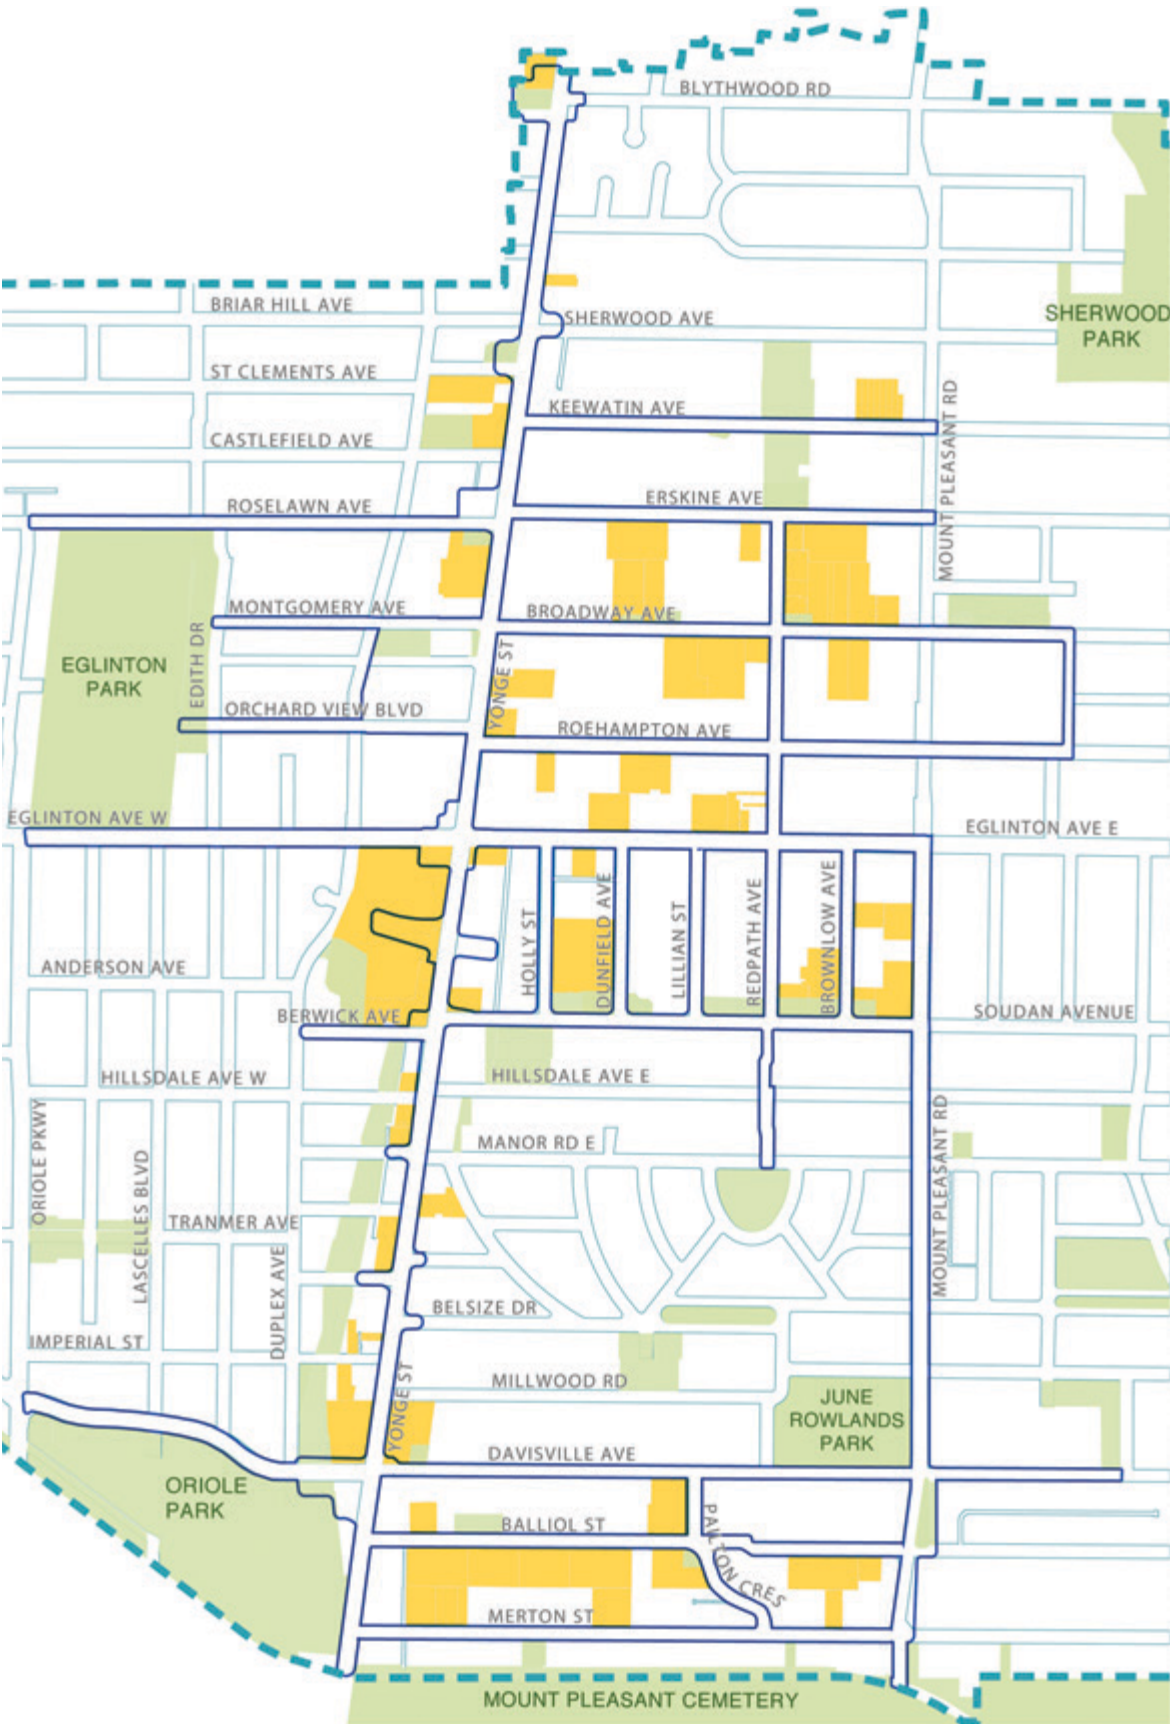 BLYTHWOOD RD
BRIAR HILL AVE
SHERWOOD AVE
SHERWOOD
PARK
ST CLEMENTS AVE
KEEWATIN AVE
MOUNT PLEASANT RD
CASTLEFIELD AVE
ROSELAWN AVE
ERSKINE AVE
MONTGOMERY AVE
BROADWAY AVE
EGLINTON
PARK
EDITH DR
YONGE ST
ORCHARD VIEW BLVD
ROEHAMPTON AVE
EGLINTON AVE W
EGLINTON AVE E
HOLLY ST
DUNFIELD AVE
LILLIAN ST
REDPATH AVE
BROWNLOW AVE
ANDERSON AVE
BERWICK AVE
SOUDAN AVENUE
HILLSDALE AVE W
HILLSDALE AVE E
ORIOLE PKWY
MANOR RD E
MOUNT PLEASANT RD
LASCELLES BLVD
TRANMER AVE
DUPLEX AVE
BELSIZE DR
IMPERIAL ST
YONGE ST
MILLWOOD RD
JUNE
ROWLANDS
PARK
DAVISVILLE AVE
ORIOLE
PARK
BALLIOL ST
PAILTON CRES
MERTON ST
MOUNT PLEASANT CEMETERY